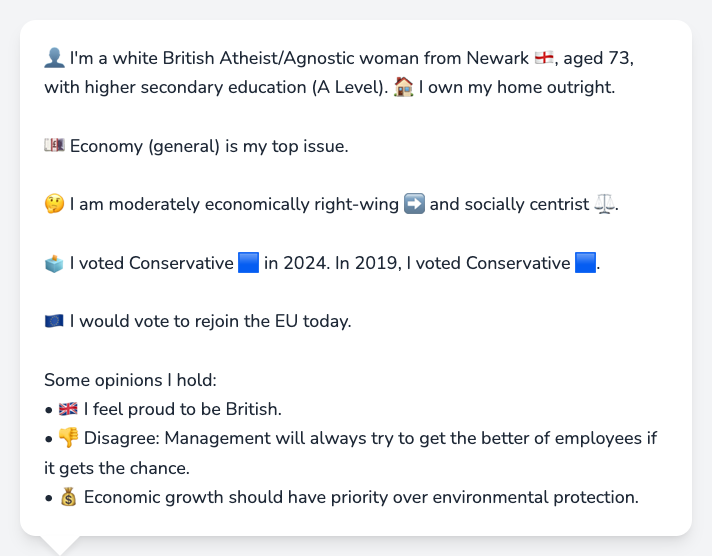 👤 I'm a white British Atheist/Agnostic woman from Newark 🏴󠁧󠁢󠁥󠁮󠁧󠁿, aged 73,
with higher secondary education (A Level). 🏠 I own my home outright.
💷 Economy (general) is my top issue.
🤔 I am moderately economically right-wing ➡️ and socially centrist ⚖️.
🗳️ I voted Conservative 🟦 in 2024. In 2019, I voted Conservative 🟦.
🇪🇺 I would vote to rejoin the EU today.
Some opinions I hold:
• 🇬🇧 I feel proud to be British.
• 👎 Disagree: Management will always try to get the better of employees if
it gets the chance.
• 💰 Economic growth should have priority over environmental protection.